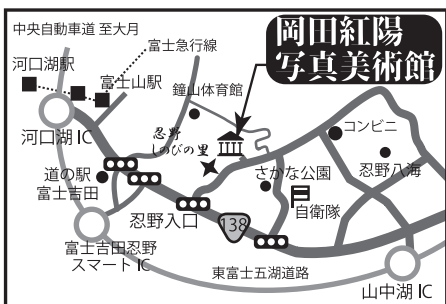 中央自動車道 至大月
富士急行線
岡田紅陽
写真美術館
河口湖駅
富士山駅
鐘山体育館
河口湖 IC
忍野
しのびの里
コンビニ
道の駅
富士吉田
さかな公園
忍野八海
忍野入口
138
自衛隊
富士吉田忍野
スマート IC
東富士五湖道路
山中湖 IC